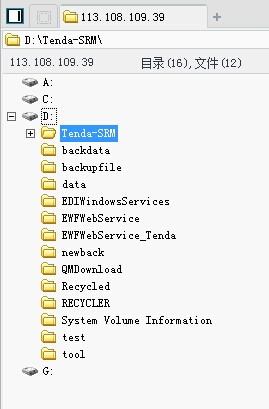 113.108.109.39
D:\Tenda-SRM\
113.108.109.39 目录(16),文件(12)
A:
C:
D:
Tenda-SRM
backdata
backupfile
data
EDIWindowsServices
EWFWebService
EWFWebService_Tenda
newback
QMDownload
Recycled
RECYCLER
System Volume Information
test
tool
G: